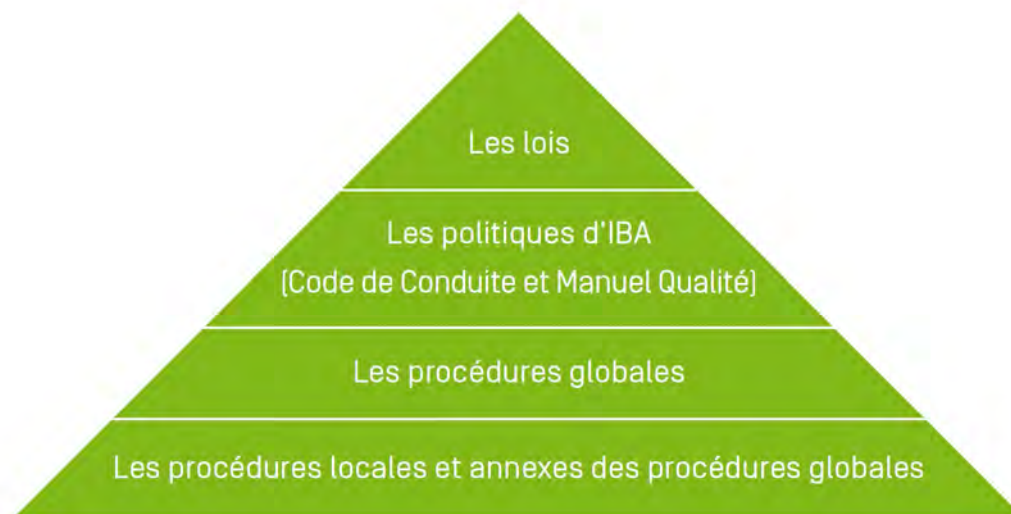 Les lois
Les politiques d'IBA
(Code de Conduite et Manuel Qualité)
Les procédures globales
Les procédures locales et annexes des procédures globales